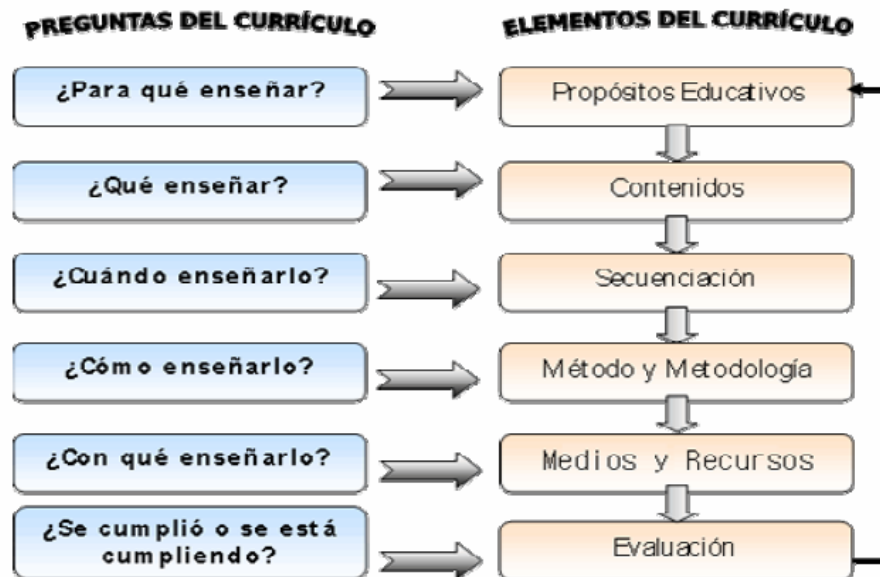 PREGUNTAS DEL CURRÍCULO
ELEMENTOS DEL CURRÍCULO
¿Para qué enseñar?
Propósitos Educativos
¿Qué enseñar?
Contenidos
¿Cuándo enseñarlo?
Secuenciación
¿Cómo enseñarlo?
Método y Metodología
¿Con qué enseñarlo?
Medios y Recursos
¿Se cumplió o se está
cumpliendo?
Evaluación